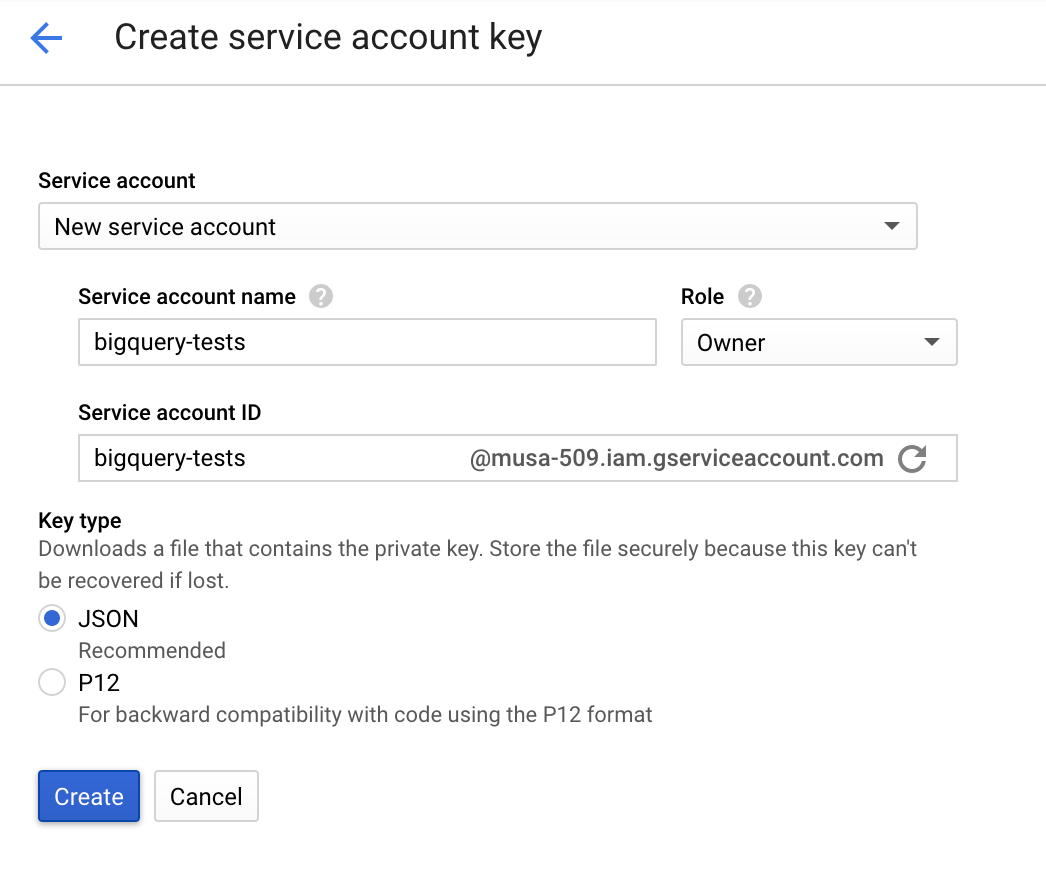 Create service account key
Service account
New service account
Service account name ?
Role ?
bigquery-tests
Owner
Service account ID
bigquery-tests @musa-509.iam.gserviceaccount.com
Key type
Downloads a file that contains the private key. Store the file securely because this key can't
be recovered if lost.
JSON
Recommended
P12
For backward compatibility with code using the P12 format
Create
Cancel